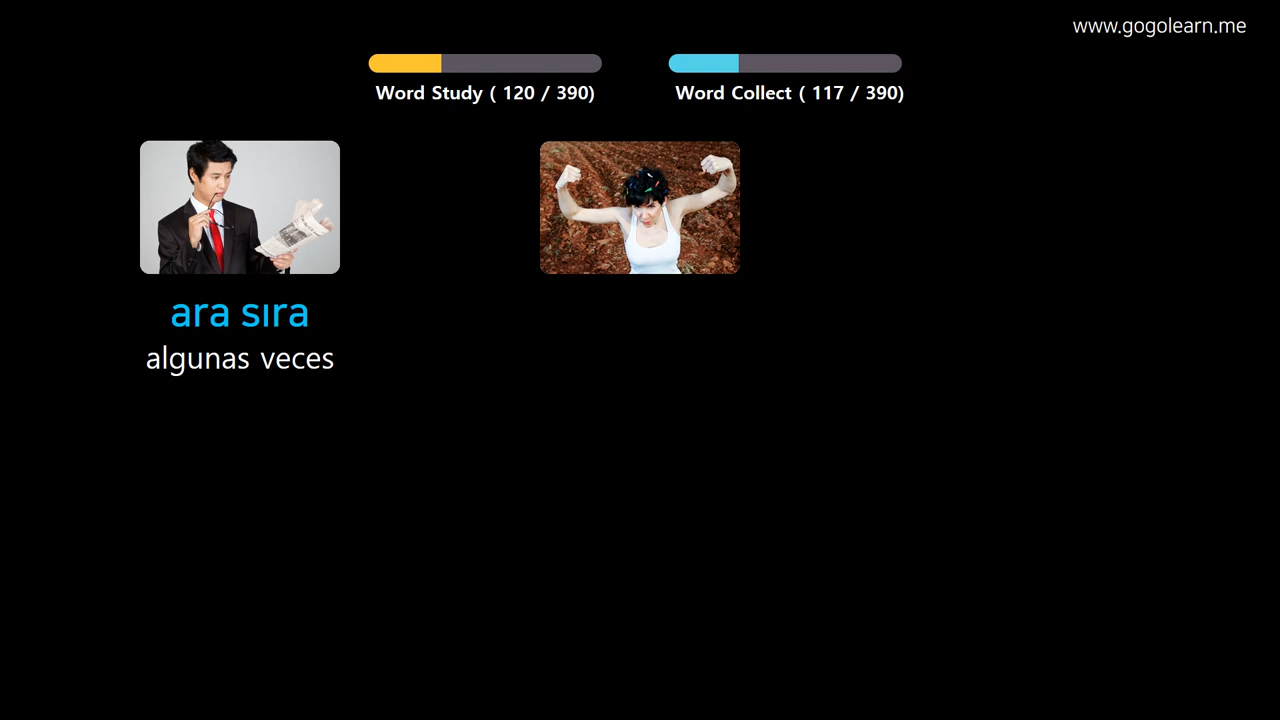 www.gogolearn.me
Word Study ( 120 / 390)
Word Collect ( 117 / 390)
ara sıra
algunas veces